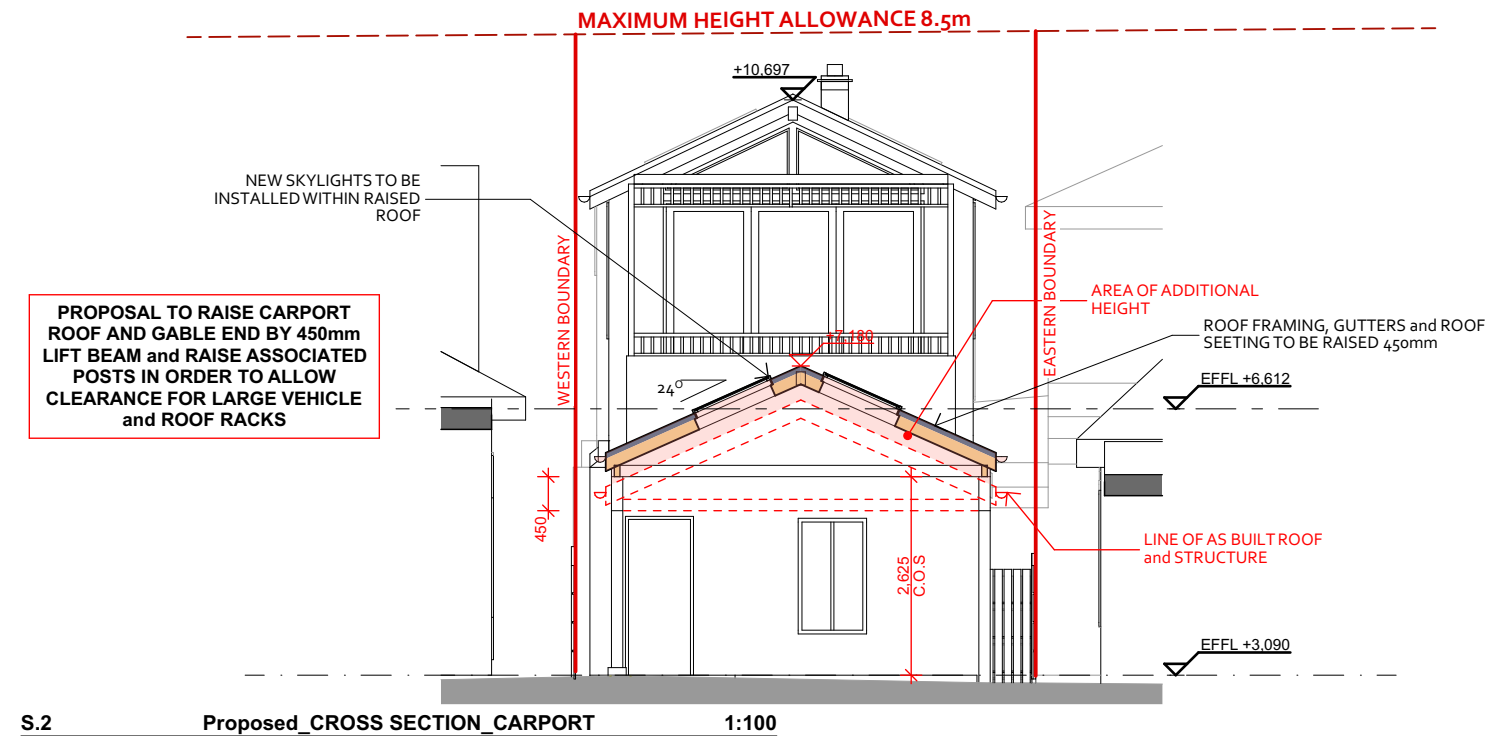 MAXIMUM HEIGHT ALLOWANCE 8.5m
+10,697
NEW SKYLIGHTS TO BE
INSTALLED WITHIN RAISED
ROOF
WESTERN BOUNDARY
EASTERN BOUNDARY
AREA OF ADDITIONAL
HEIGHT
PROPOSAL TO RAISE CARPORT
ROOF AND GABLE END BY 450mm
LIFT BEAM and RAISE ASSOCIATED
POSTS IN ORDER TO ALLOW
CLEARANCE FOR LARGE VEHICLE
and ROOF RACKS
ROOF FRAMING, GUTTERS and ROOF
SEETING TO BE RAISED 450mm
+7,180
24°
EFFL +6,612
450
2,625
C.O.S
LINE OF AS BUILT ROOF
and STRUCTURE
EFFL +3,090
S.2 Proposed_CROSS SECTION_CARPORT 1:100